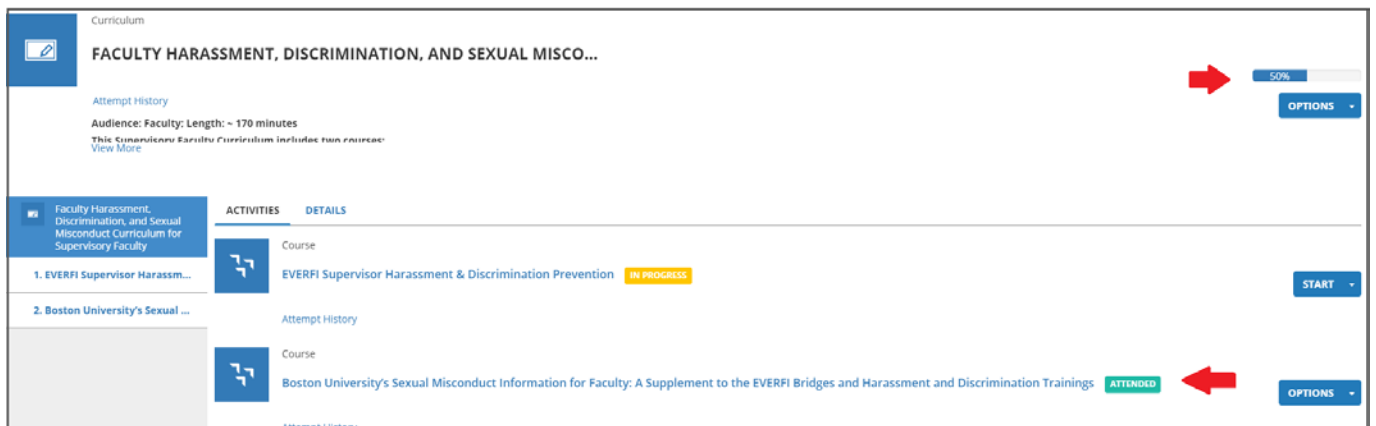 Curriculum
FACULTY HARASSMENT, DISCRIMINATION, AND SEXUAL MISCO...
50%
Attempt History
OPTIONS
Audience: Faculty: Length: ~ 170 minutes
This Supervisory Faculty Curriculum includes two courses:
View More
Faculty Harassment,
Discrimination, and Sexual
Misconduct Curriculum for
Supervisory Faculty
1. EVERFI Supervisor Harassm...
2. Boston University's Sexual ...
ACTIVITIES DETAILS
Course
EVERFI Supervisor Harassment & Discrimination Prevention IN PROGRESS
START
Attempt History
Course
Boston University's Sexual Misconduct Information for Faculty: A Supplement to the EVERFI Bridges and Harassment and Discrimination Trainings ATTENDED
OPTIONS
Attempt History